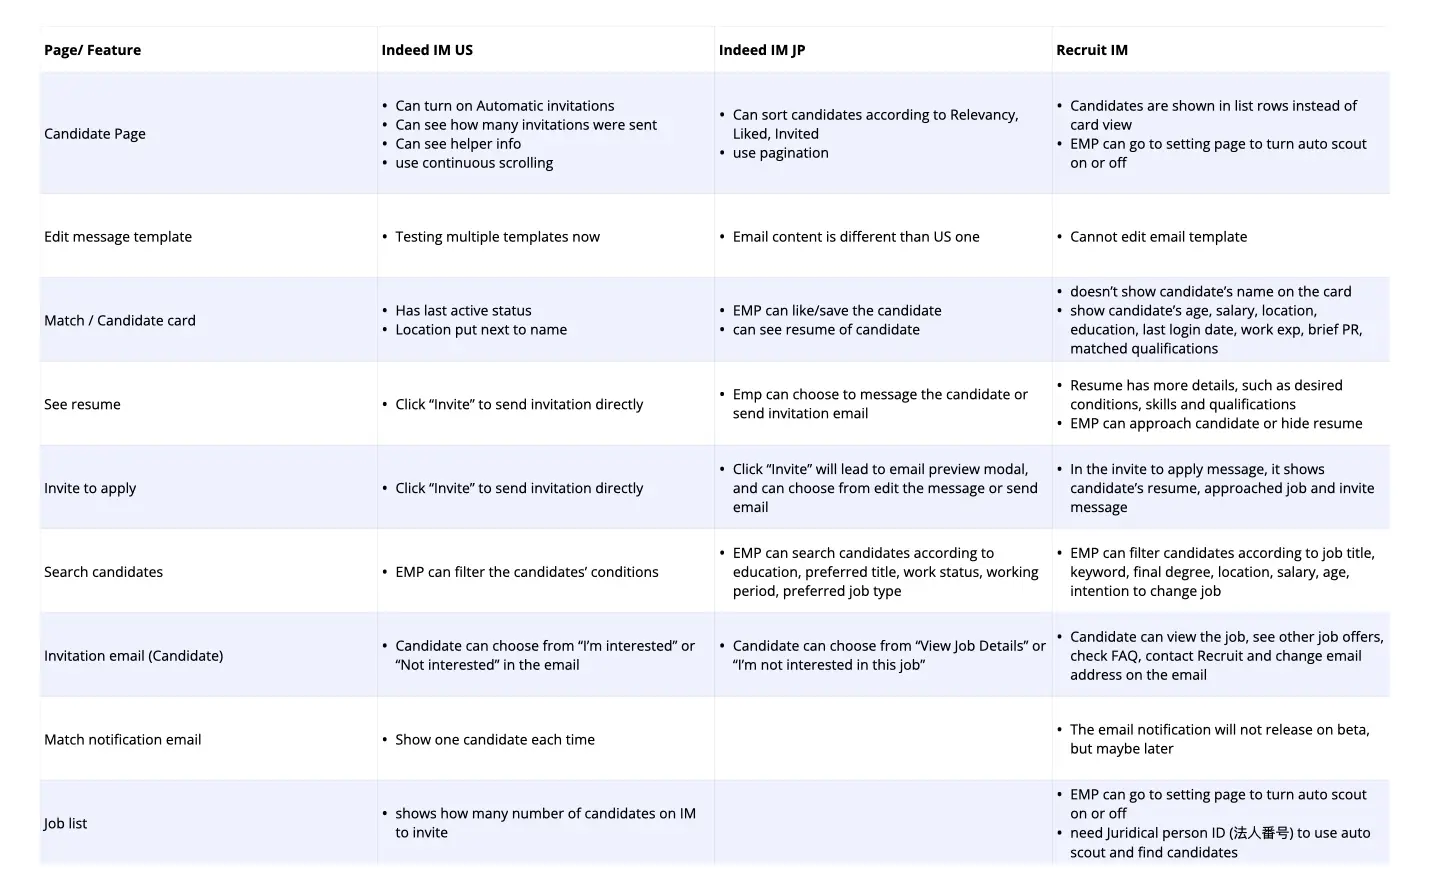 Page/ Feature
Indeed IM US
Indeed IM JP
Recruit IM
Candidate Page
• Can turn on Automatic invitations
• Can see how many invitations were sent
• Can see helper info
• use continuous scrolling
• Can sort candidates according to Relevancy,
Liked, Invited
• use pagination
• Candidates are shown in list rows instead of
card view
• EMP can go to setting page to turn auto scout
on or off
Edit message template
• Testing multiple templates now
• Email content is different than US one
• Cannot edit email template
Match / Candidate card
• Has last active status
• Location put next to name
• EMP can like/save the candidate
• can see resume of candidate
• doesn’t show candidate’s name on the card
• show candidate’s age, salary, location,
education, last login date, work exp, brief PR,
matched qualifications
See resume
• Click “Invite” to send invitation directly
• Emp can choose to message the candidate or
send invitation email
• Resume has more details, such as desired
conditions, skills and qualifications
• EMP can approach candidate or hide resume
Invite to apply
• Click “Invite” to send invitation directly
• Click “Invite” will lead to email preview modal,
and can choose from edit the message or send
email
• In the invite to apply message, it shows
candidate’s resume, approached job and invite
message
Search candidates
• EMP can filter the candidates’ conditions
• EMP can search candidates according to
education, preferred title, work status, working
period, preferred job type
• EMP can filter candidates according to job title,
keyword, final degree, location, salary, age,
intention to change job
Invitation email (Candidate)
• Candidate can choose from “I’m interested” or
“Not interested” in the email
• Candidate can choose from “View Job Details” or
“I’m not interested in this job”
• Candidate can view the job, see other job offers,
check FAQ, contact Recruit and change email
address on the email
Match notification email
• Show one candidate each time
• The email notification will not release on beta,
but maybe later
Job list
• shows how many number of candidates on IM
to invite
• EMP can go to setting page to turn auto scout
on or off
• need Juridical person ID (法人番号) to use auto
scout and find candidates